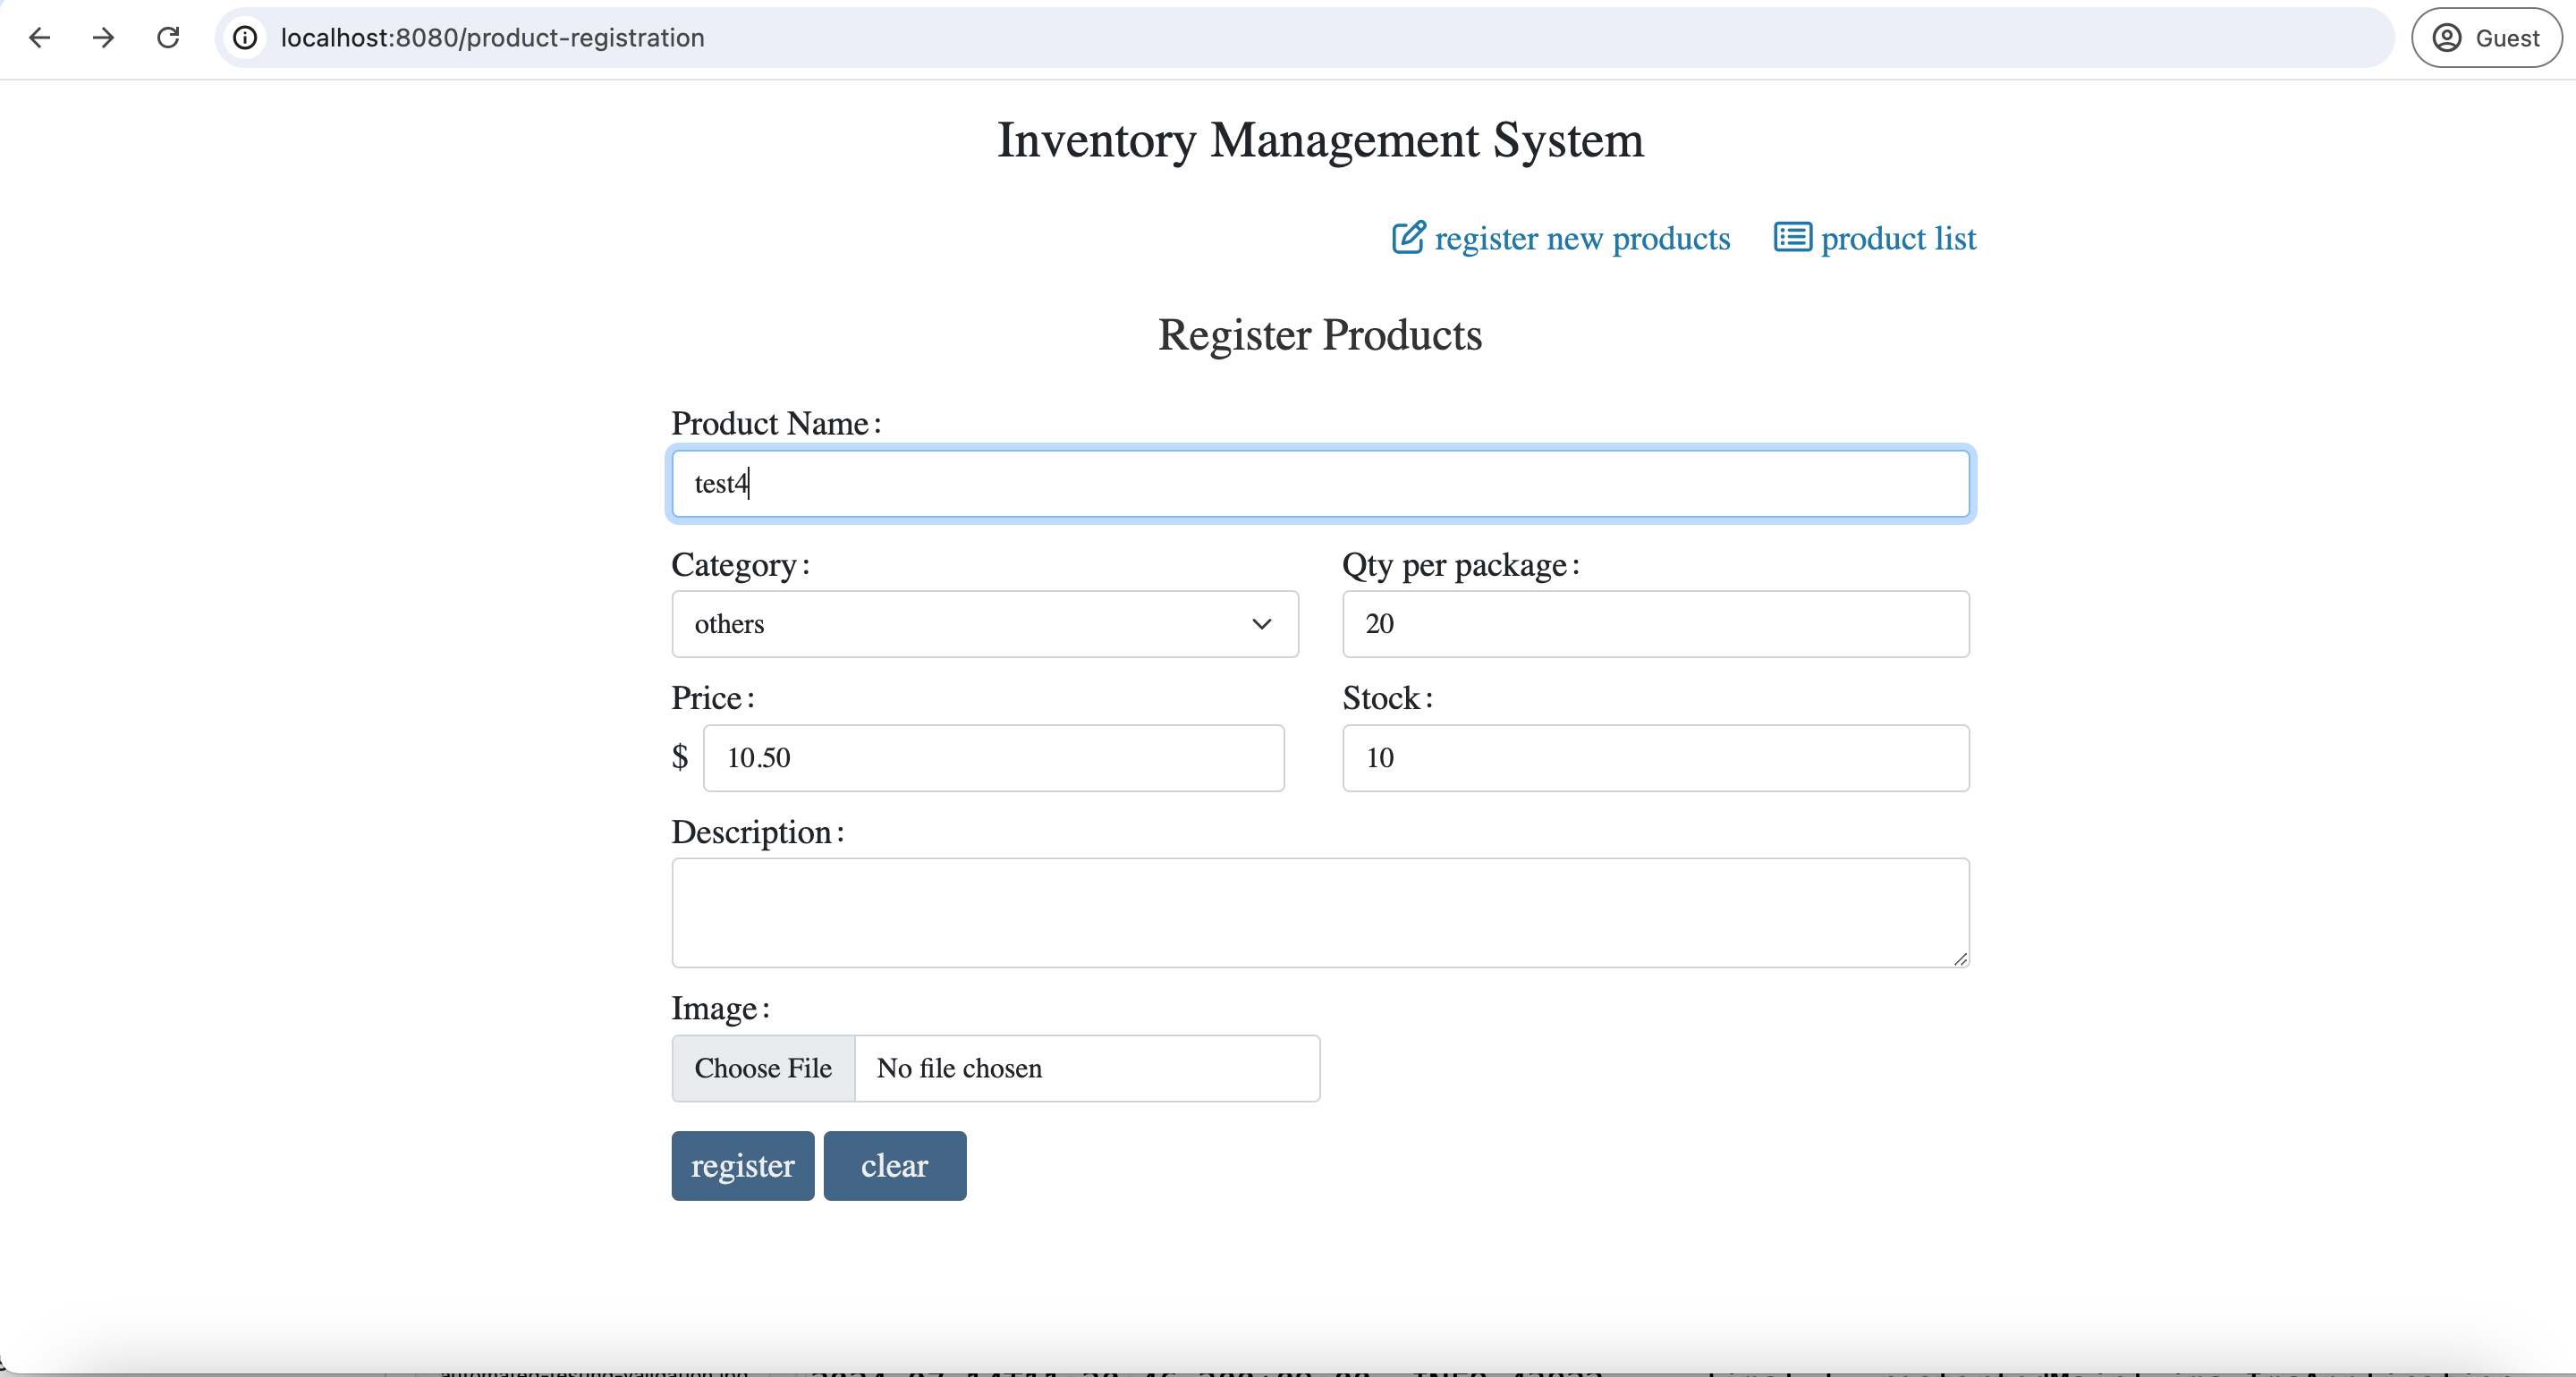 localhost:8080/product-registration
Guest
Inventory Management System
register new products product list
Register Products
Product Name:
test4
Category: Qty per package:
others 20
Price: Stock:
$ 10.50 10
Description:
Image:
Choose File No file chosen
register clear